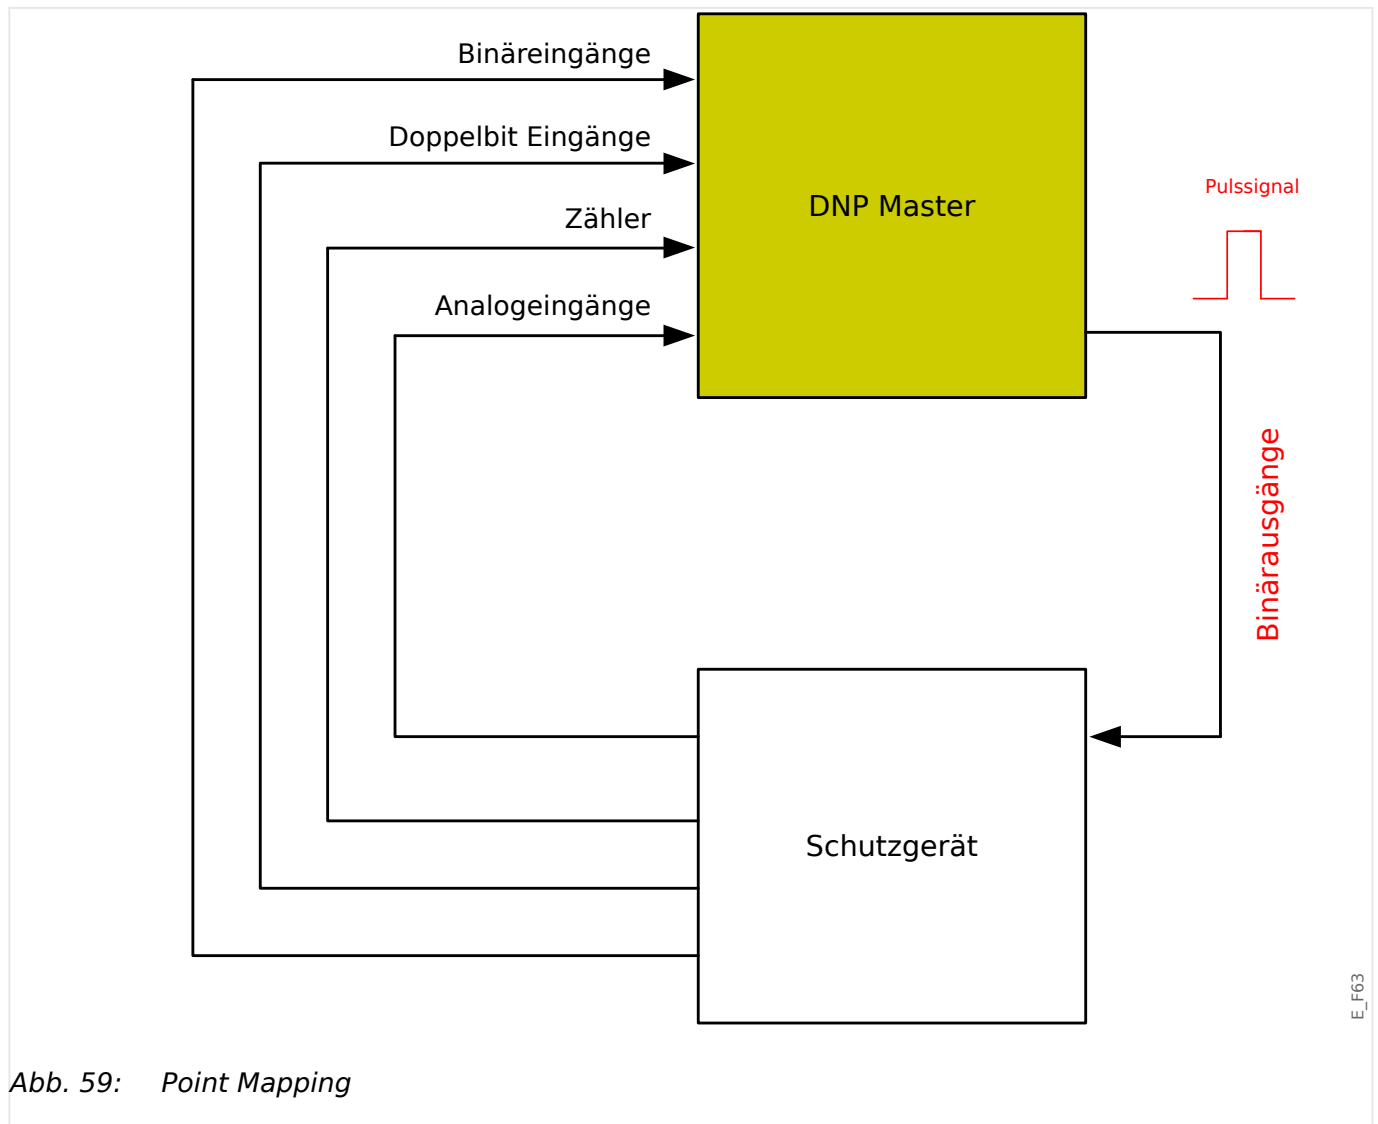 Binäreingänge
Doppelbit Eingänge
Zähler
Analogeingänge
DNP Master
Pulssignal
Binärausgänge
Schutzgerät
E_F63
Abb. 59: Point Mapping